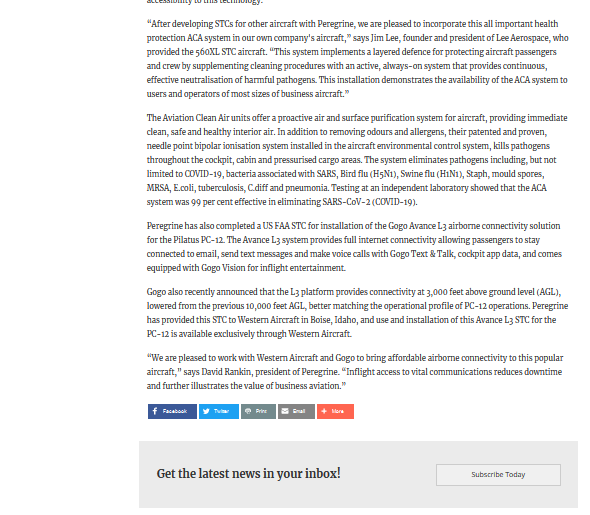 accessibility to this technology.
“After developing STCs for other aircraft with Peregrine, we are pleased to incorporate this all important health
protection ACA system in our own company's aircraft,” says Jim Lee, founder and president of Lee Aerospace, who
provided the 560XL STC aircraft. “This system implements a layered defence for protecting aircraft passengers
and crew by supplementing cleaning procedures with an active, always-on system that provides continuous,
effective neutralisation of harmful pathogens. This installation demonstrates the availability of the ACA system to
users and operators of most sizes of business aircraft.”
The Aviation Clean Air units offer a proactive air and surface purification system for aircraft, providing immediate
clean, safe and healthy interior air. In addition to removing odours and allergens, their patented and proven,
needle point bipolar ionisation system installed in the aircraft environmental control system, kills pathogens
throughout the cockpit, cabin and pressurised cargo areas. The system eliminates pathogens including, but not
limited to COVID-19, bacteria associated with SARS, Bird flu (H5N1), Swine flu (H1N1), Staph, mould spores,
MRSA, E.coli, tuberculosis, C.diff and pneumonia. Testing at an independent laboratory showed that the ACA
system was 99 per cent effective in eliminating SARS-CoV-2 (COVID-19).
Peregrine has also completed a US FAA STC for installation of the Gogo Avance L3 airborne connectivity solution
for the Pilatus PC-12. The Avance L3 system provides full internet connectivity allowing passengers to stay
connected to email, send text messages and make voice calls with Gogo Text & Talk, cockpit app data, and comes
equipped with Gogo Vision for inflight entertainment.
Gogo also recently announced that the L3 platform provides connectivity at 3,000 feet above ground level (AGL),
lowered from the previous 10,000 feet AGL, better matching the operational profile of PC-12 operations. Peregrine
has provided this STC to Western Aircraft in Boise, Idaho, and use and installation of this Avance L3 STC for the
PC-12 is available exclusively through Western Aircraft.
“We are pleased to work with Western Aircraft and Gogo to bring affordable airborne connectivity to this popular
aircraft,” says David Rankin, president of Peregrine. “Inflight access to vital communications reduces downtime
and further illustrates the value of business aviation.”
Facebook Twitter Print Email More
Get the latest news in your inbox! Subscribe Today